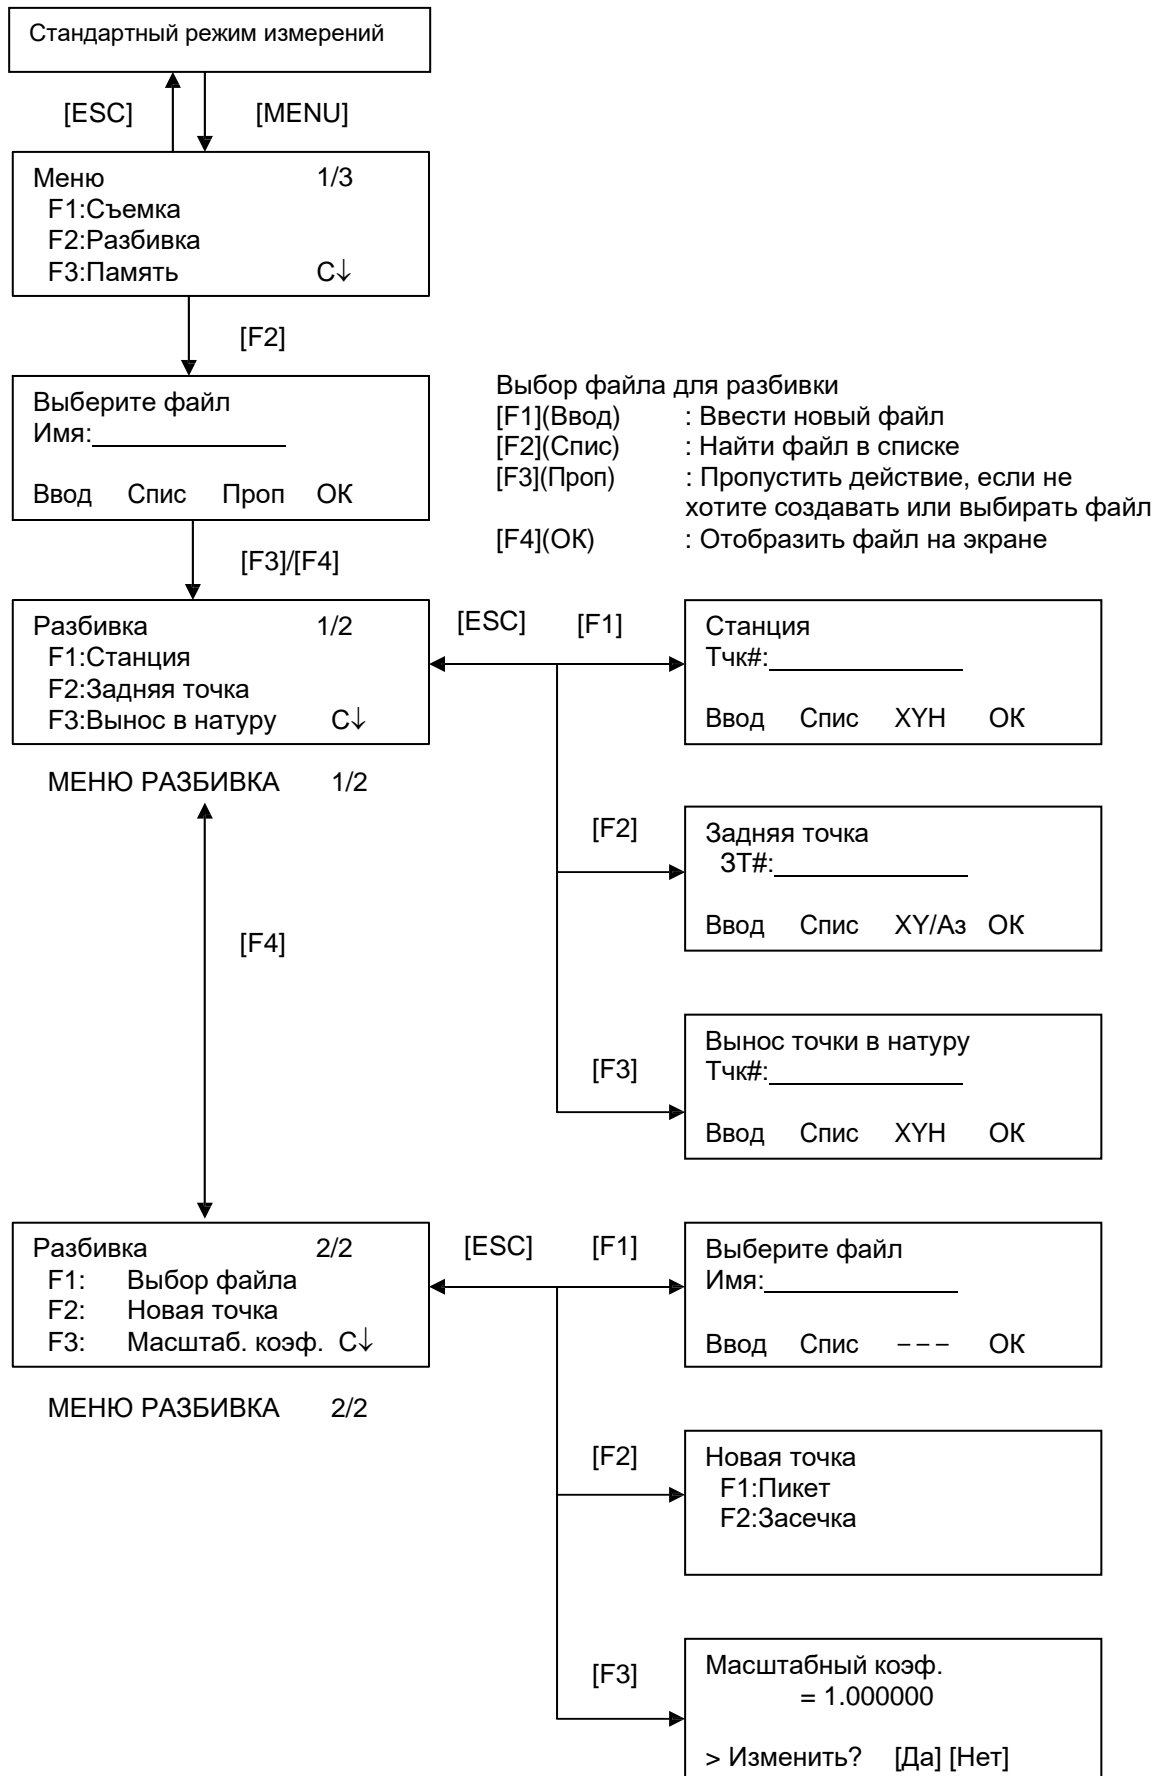 Стандартный режим измерений
[ESC] [MENU]
Меню 1/3
F1:Съемка
F2:Разбивка
F3:Память С↓
[F2]
Выберите файл
Имя:
Ввод Спис Проп ОК
Выбор файла для разбивки
[F1](Ввод) : Ввести новый файл
[F2](Спис) : Найти файл в списке
[F3](Проп) : Пропустить действие, если не
хотите создавать или выбирать файл
[F4](ОК) : Отобразить файл на экране
[F3]/[F4]
Разбивка 1/2
F1:Станция
F2:Задняя точка
F3:Вынос в натуру С↓
МЕНЮ РАЗБИВКА 1/2
[ESC] [F1]
Станция
Тчк#:
Ввод Спис XYH ОК
[F2]
Задняя точка
ЗТ#:
Ввод Спис XY/Аз ОК
[F4]
[F3]
Вынос точки в натуру
Тчк#:
Ввод Спис XYH ОК
Разбивка 2/2
F1: Выбор файла
F2: Новая точка
F3: Масштаб. коэф. С↓
МЕНЮ РАЗБИВКА 2/2
[ESC] [F1]
Выберите файл
Имя:
Ввод Спис – – – ОК
[F2]
Новая точка
F1:Пикет
F2:Засечка
[F3]
Масштабный коэф.
= 1.000000
> Изменить? [Да] [Нет]